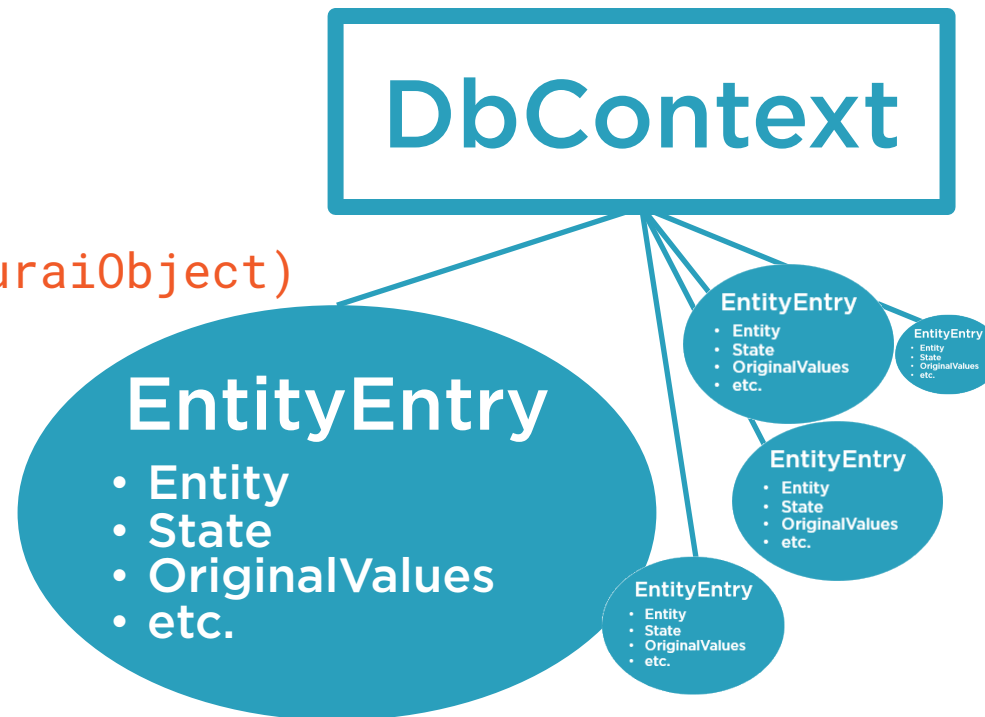 DbContext
uraiObject)
EntityEntry
• Entity
• State
• OriginalValues
• etc.
EntityEntry
• Entity
• State
• OriginalValues
• etc.
EntityEntry
• Entity
• State
• OriginalValues
• etc.
EntityEntry
• Entity
• State
• OriginalValues
• etc.
EntityEntry
• Entity
• State
• OriginalValues
• etc.